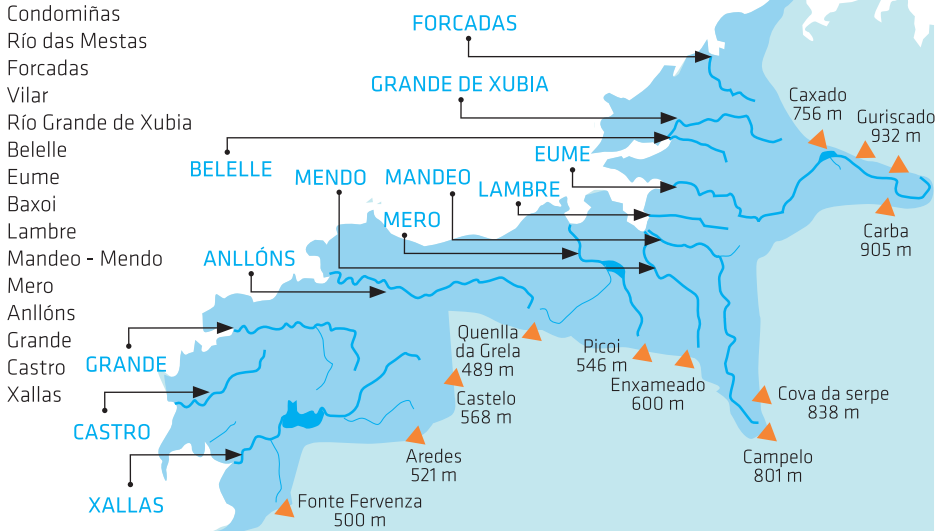 Condomiñas
Río das Mestas
Forcadas
Vilar
Río Grande de Xubia
Belelle
Eume
Baxoi
Lambre
Mandeo - Mendo
Mero
Anllóns
Grande
Castro
Xallas
FORCADAS
GRANDE DE XUBIA
BELELLE
EUME
MENDO
MANDEO
LAMBRE
MERO
ANLLÓNS
GRANDE
CASTRO
XALLAS
Caxado
756 m
Guriscado
932 m
Carba
905 m
Quenlla
da Grela
489 m
Picoi
546 m
Enxameado
600 m
Castelo
568 m
Cova da serpe
838 m
Aredes
521 m
Campelo
801 m
Fonte Fervenza
500 m